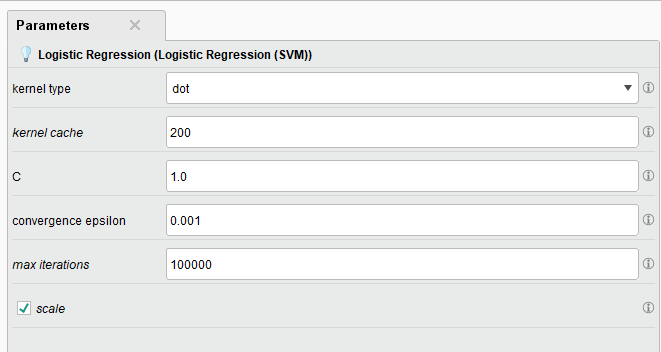 Parameters
Logistic Regression (Logistic Regression (SVM))
kernel type
dot
kernel cache
200
C
1.0
convergence epsilon
0.001
max iterations
100000
scale